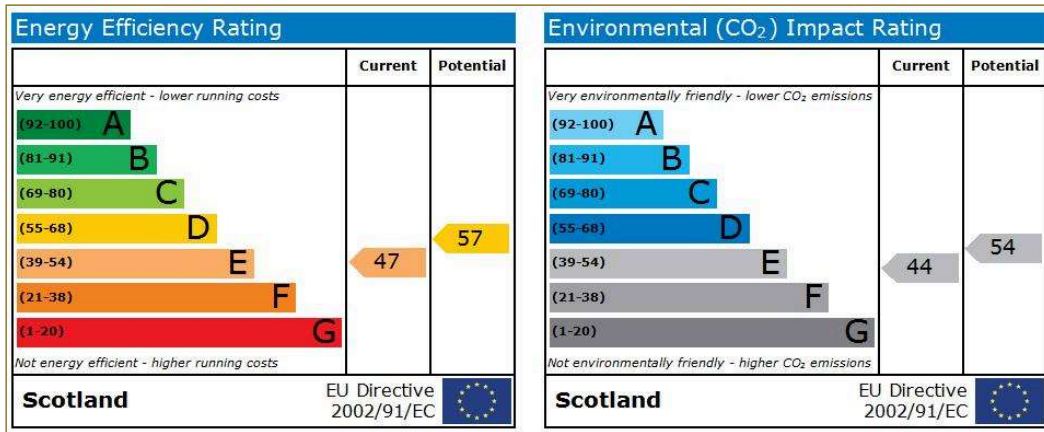 Energy Efficiency Rating
Current Potential
Very energy efficient - lower running costs
(92-100) A
(81-91) B
(69-80) C
(55-68) D
57
(39-54) E
47
(21-38) F
(1-20) G
Not energy efficient - higher running costs
Scotland
EU Directive
2002/91/EC
Environmental (CO₂) Impact Rating
Current Potential
Very environmentally friendly - lower CO₂ emissions
(92-100) A
(81-91) B
(69-80) C
(55-68) D
(39-54) E
54
44
(21-38) F
(1-20) G
Not environmentally friendly - higher CO₂ emissions
Scotland
EU Directive
2002/91/EC